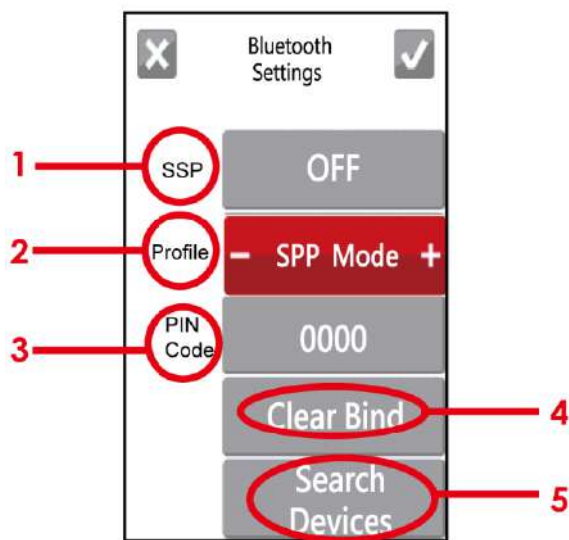 Bluetooth
Settings
1
SSP
OFF
2
Profile
– SPP Mode +
3
PIN
Code
0000
Clear Bind
4
Search
Devices
5